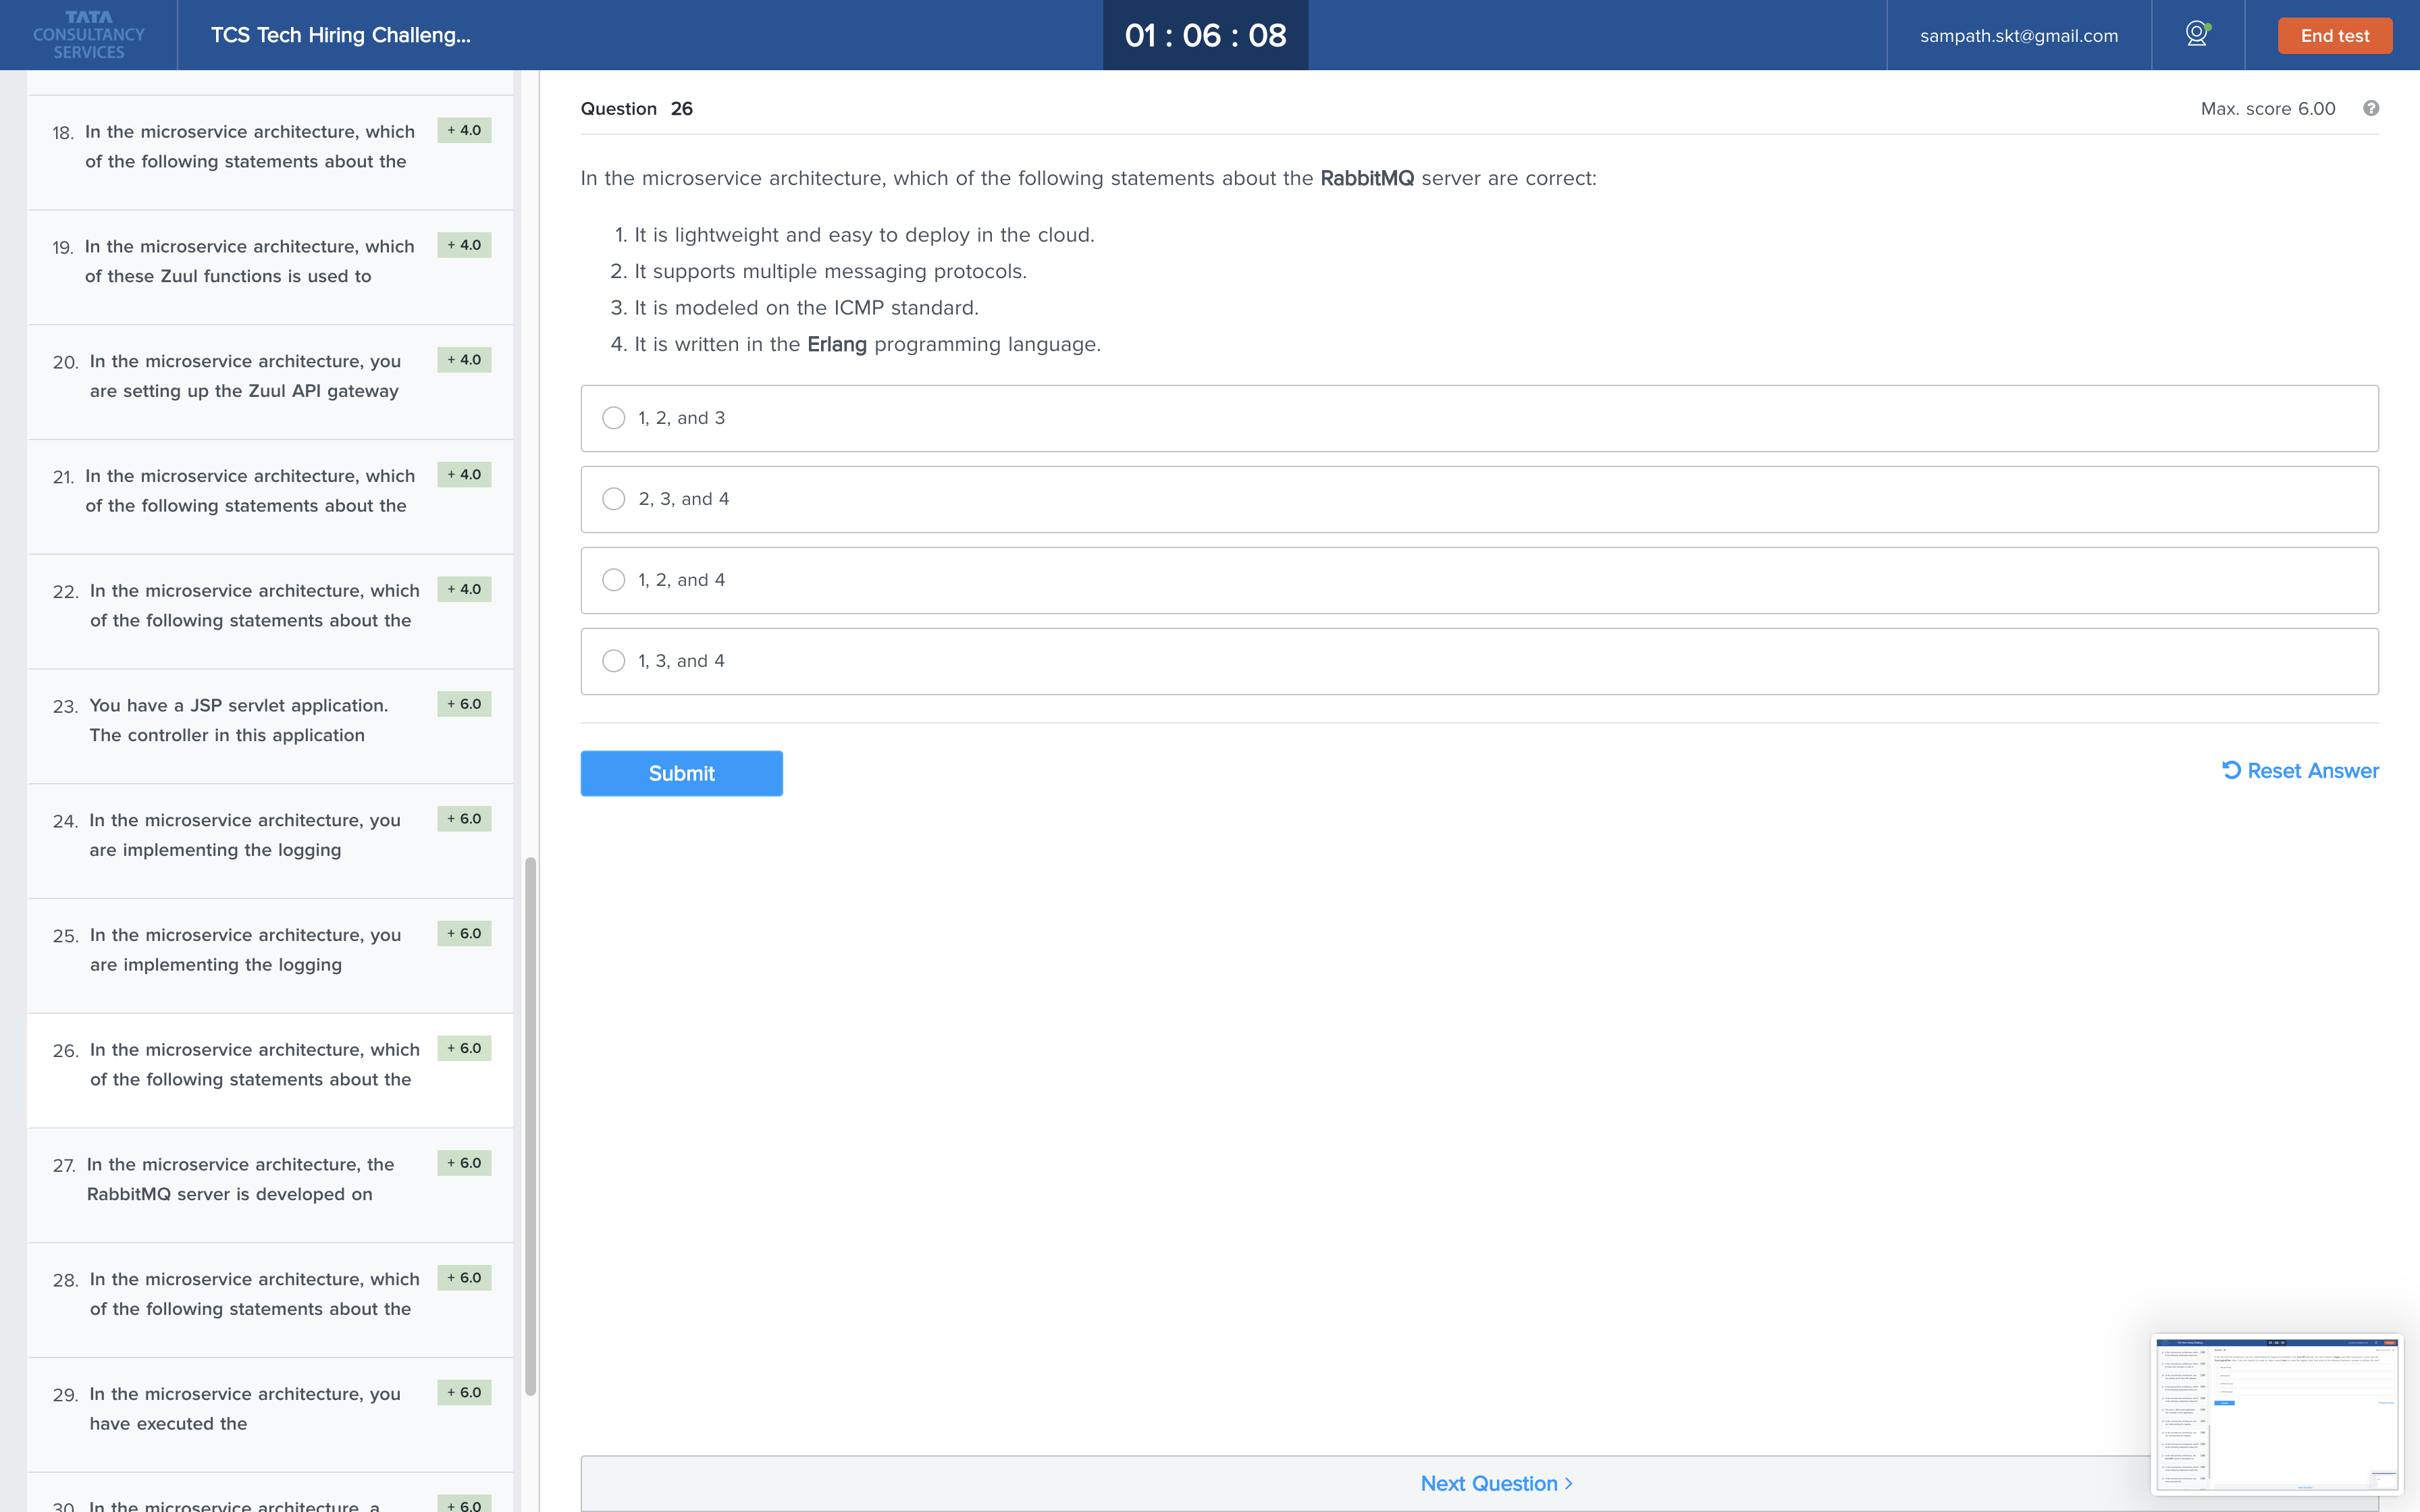 TATA
CONSULTANCY
SERVICES
TCS Tech Hiring Challeng...
01 : 06 : 08
sampath.skt@gmail.com
End test
18. In the microservice architecture, which
of the following statements about the
+ 4.0
19. In the microservice architecture, which
of these Zuul functions is used to
+ 4.0
20. In the microservice architecture, you
are setting up the Zuul API gateway
+ 4.0
21. In the microservice architecture, which
of the following statements about the
+ 4.0
22. In the microservice architecture, which
of the following statements about the
+ 4.0
23. You have a JSP servlet application.
The controller in this application
+ 6.0
24. In the microservice architecture, you
are implementing the logging
+ 6.0
25. In the microservice architecture, you
are implementing the logging
+ 6.0
26. In the microservice architecture, which
of the following statements about the
+ 6.0
27. In the microservice architecture, the
RabbitMQ server is developed on
+ 6.0
28. In the microservice architecture, which
of the following statements about the
+ 6.0
29. In the microservice architecture, you
have executed the
+ 6.0
30. In the microservice architecture, a
+ 6.0
Question 26
Max. score 6.00
In the microservice architecture, which of the following statements about the RabbitMQ server are correct:
1. It is lightweight and easy to deploy in the cloud.
2. It supports multiple messaging protocols.
3. It is modeled on the ICMP standard.
4. It is written in the Erlang programming language.
1, 2, and 3
2, 3, and 4
1, 2, and 4
1, 3, and 4
Submit
Reset Answer
Next Question >